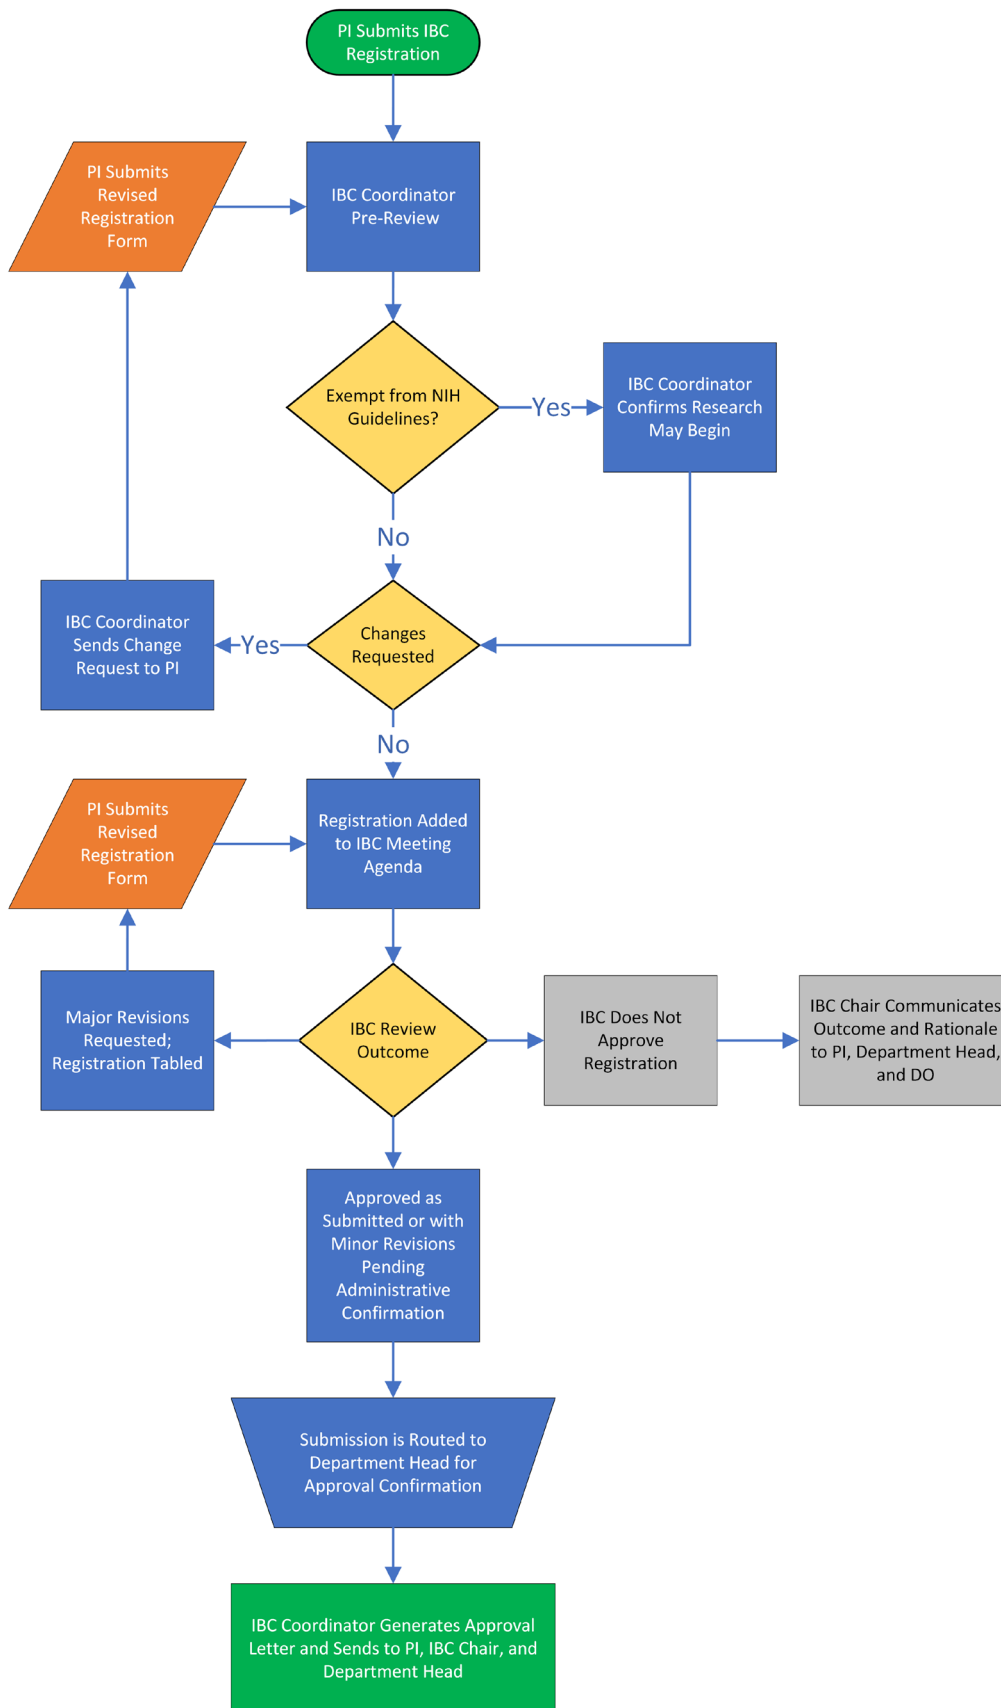 PI Submits IBC
Registration
PI Submits
Revised
Registration
Form
IBC Coordinator
Pre-Review
Exempt from NIH
Guidelines?
Yes
IBC Coordinator
Confirms Research
May Begin
No
IBC Coordinator
Sends Change
Request to PI
Yes
Changes
Requested
No
PI Submits
Revised
Registration
Form
Registration Added
to IBC Meeting
Agenda
Major Revisions
Requested;
Registration Tabled
IBC Review
Outcome
IBC Does Not
Approve
Registration
IBC Chair Communicates
Outcome and Rationale
to PI, Department Head,
and DO
Approved as
Submitted or with
Minor Revisions
Pending
Administrative
Confirmation
Submission is Routed to
Department Head for
Approval Confirmation
IBC Coordinator Generates Approval
Letter and Sends to PI, IBC Chair, and
Department Head